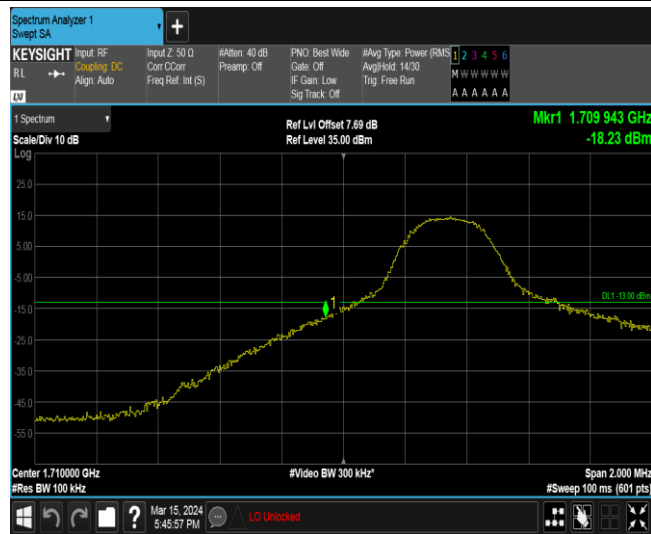 Spectrum Analyzer 1
Swept SA
+
KEYSIGHT Input: RF Input Z: 50 Ω #Atten: 40 dB PNO: Best Wide #Avg Type: Power (RMS 1 2 3 4 5 6
RL Coupling: DC Corr CCorr Preamp: Off Gate: Off Avg|Hold: 14/30 M W W W W W
Align: Auto Freq Ref: Int (S) IF Gain: Low Trig: Free Run
Sig Track: Off A A A A A A
LXI
1 Spectrum
Ref Lvl Offset 7.69 dB Mkr1 1.709 943 GHz
Scale/Div 10 dB Ref Level 35.00 dBm -18.23 dBm
Log
25.0
15.0
5.00
-5.00
DL1 -13.00 dBm
1
-15.0
-25.0
-35.0
-45.0
-55.0
Center 1.710000 GHz #Video BW 300 kHz* Span 2.000 MHz
#Res BW 100 kHz #Sweep 100 ms (601 pts)
? Mar 15, 2024
5:45:57 PM LO Unlocked